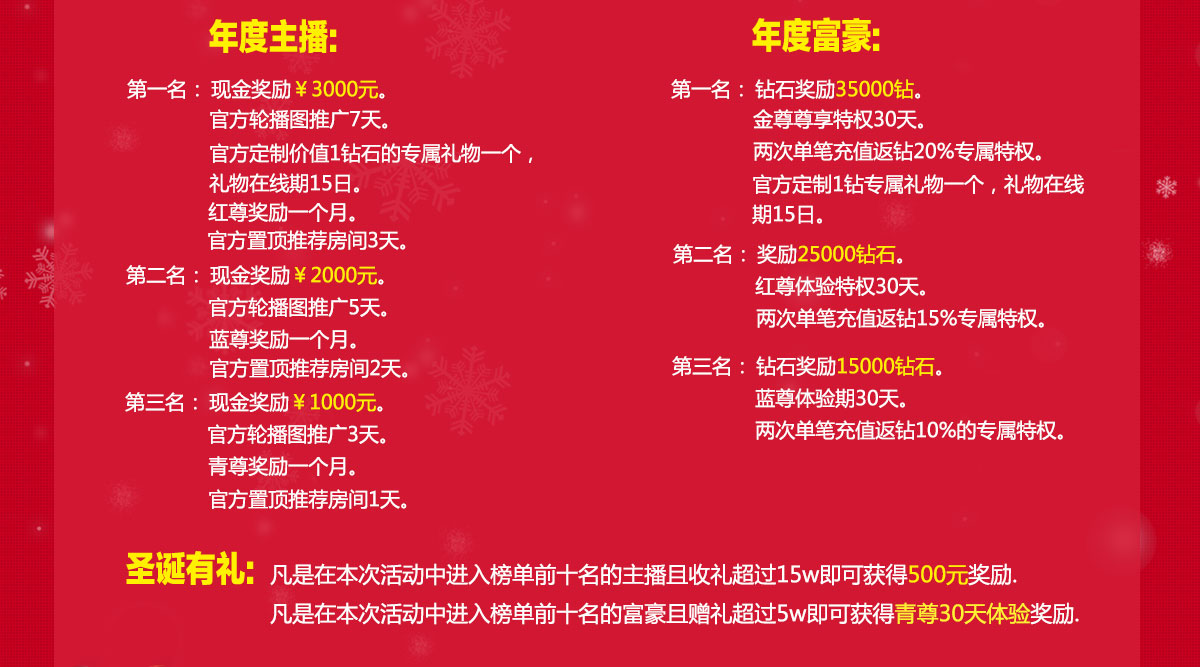 年度主播:
第一名： 现金奖励￥3000元。
官方轮播图推广7天。
官方定制价值1钻石的专属礼物一个，
礼物在线期15日。
红尊奖励一个月。
官方置顶推荐房间3天。
第二名： 现金奖励￥2000元。
官方轮播图推广5天。
蓝尊奖励一个月。
官方置顶推荐房间2天。
第三名： 现金奖励￥1000元。
官方轮播图推广3天。
青尊奖励一个月。
官方置顶推荐房间1天。
年度富豪:
第一名： 钻石奖励35000钻。
金尊尊享特权30天。
两次单笔充值返钻20%专属特权。
官方定制1钻专属礼物一个，礼物在线
期15日。
第二名： 奖励25000钻石。
红尊体验特权30天。
两次单笔充值返钻15%专属特权。
第三名： 钻石奖励15000钻石。
蓝尊体验期30天。
两次单笔充值返钻10%的专属特权。
圣诞有礼: 凡是在本次活动中进入榜单前十名的主播且收礼超过15w即可获得500元奖励.
凡是在本次活动中进入榜单前十名的富豪且赠礼超过5w即可获得青尊30天体验奖励.